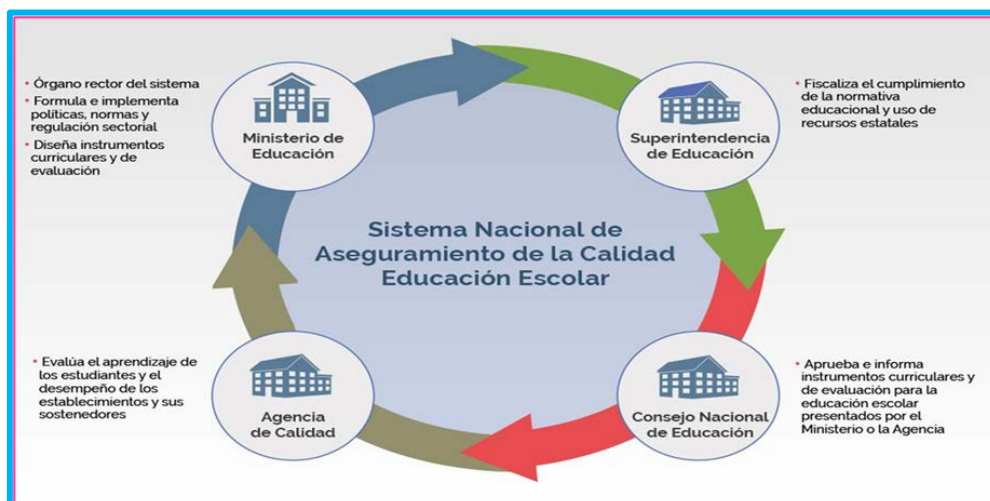 • Órgano rector del sistema
• Formula e implementa
políticas, normas y
regulación sectorial
• Diseña instrumentos
curriculares y de
evaluación
Ministerio de
Educación
Superintendencia
de Educación
• Fiscaliza el cumplimiento
de la normativa
educacional y uso de
recursos estatales
Sistema Nacional de
Aseguramiento de la Calidad
Educación Escolar
• Evalúa el aprendizaje de
los estudiantes y el
desempeño de los
establecimientos y sus
sostenedores
Agencia
de Calidad
Consejo Nacional
de Educación
• Aprueba e informa
instrumentos curriculares y
de evaluación para la
educación escolar
presentados por el
Ministerio o la Agencia